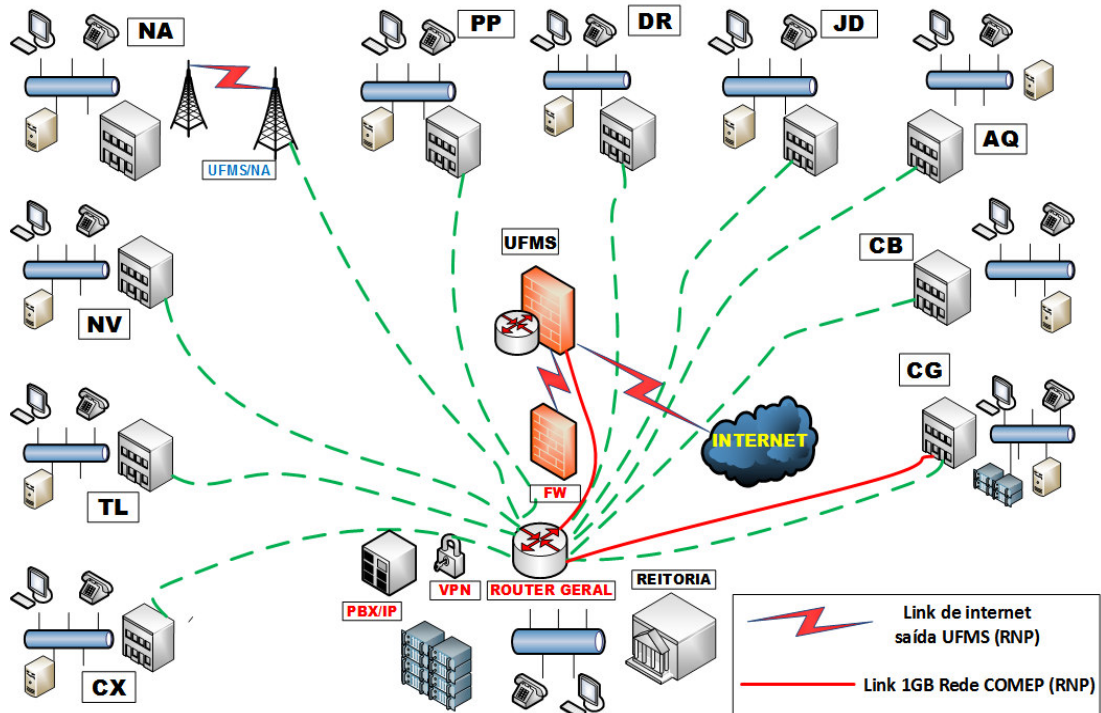 NA
PP
DR
JD
AQ
UFMS/NA
NV
UFMS
CB
CG
INTERNET
TL
FW
VPN
ROUTER GERAL
REITORIA
PBX/IP
CX
Link de internet
saída UFMS (RNP)
Link 1GB Rede COMEP (RNP)